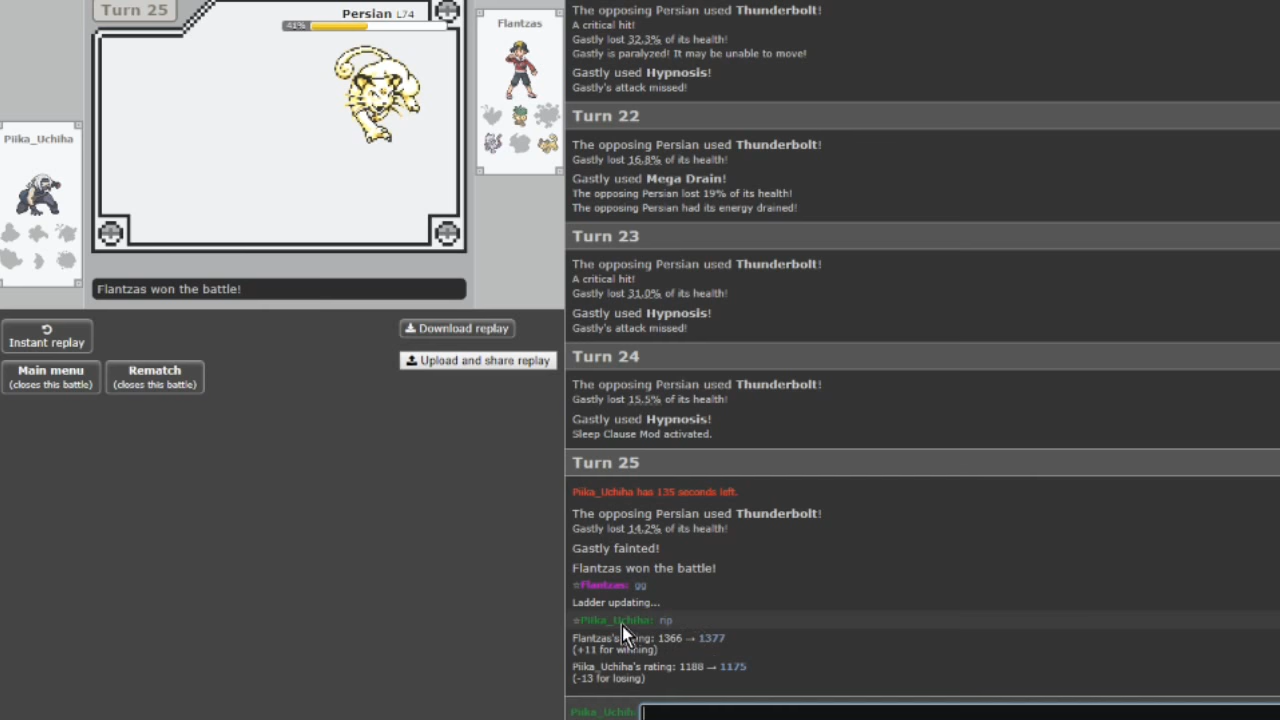 Turn 25
Persian L74
41%
Flantzas
Piika_Uchiha
Flantzas won the battle!
Instant replay
Download replay
Upload and share replay
Main menu
(closes this battle)
Rematch
(closes this battle)
The opposing Persian used Thunderbolt!
A critical hit!
Gastly lost 32.3% of its health!
Gastly is paralyzed! It may be unable to move!
Gastly used Hypnosis!
Gastly's attack missed!
Turn 22
The opposing Persian used Thunderbolt!
Gastly lost 16.8% of its health!
Gastly used Mega Drain!
The opposing Persian lost 19% of its health!
The opposing Persian had its energy drained!
Turn 23
The opposing Persian used Thunderbolt!
A critical hit!
Gastly lost 31.0% of its health!
Gastly used Hypnosis!
Gastly's attack missed!
Turn 24
The opposing Persian used Thunderbolt!
Gastly lost 15.5% of its health!
Gastly used Hypnosis!
Sleep Clause Mod activated.
Turn 25
Piika_Uchiha has 135 seconds left.
The opposing Persian used Thunderbolt!
Gastly lost 14.2% of its health!
Gastly fainted!
Flantzas won the battle!
☆Flantzas: gg
Ladder updating...
☆Piika_Uchiha: np
Flantzas's rating: 1366 → 1377
(+11 for winning)
Piika_Uchiha's rating: 1188 → 1175
(-13 for losing)
Piika_Uchiha: